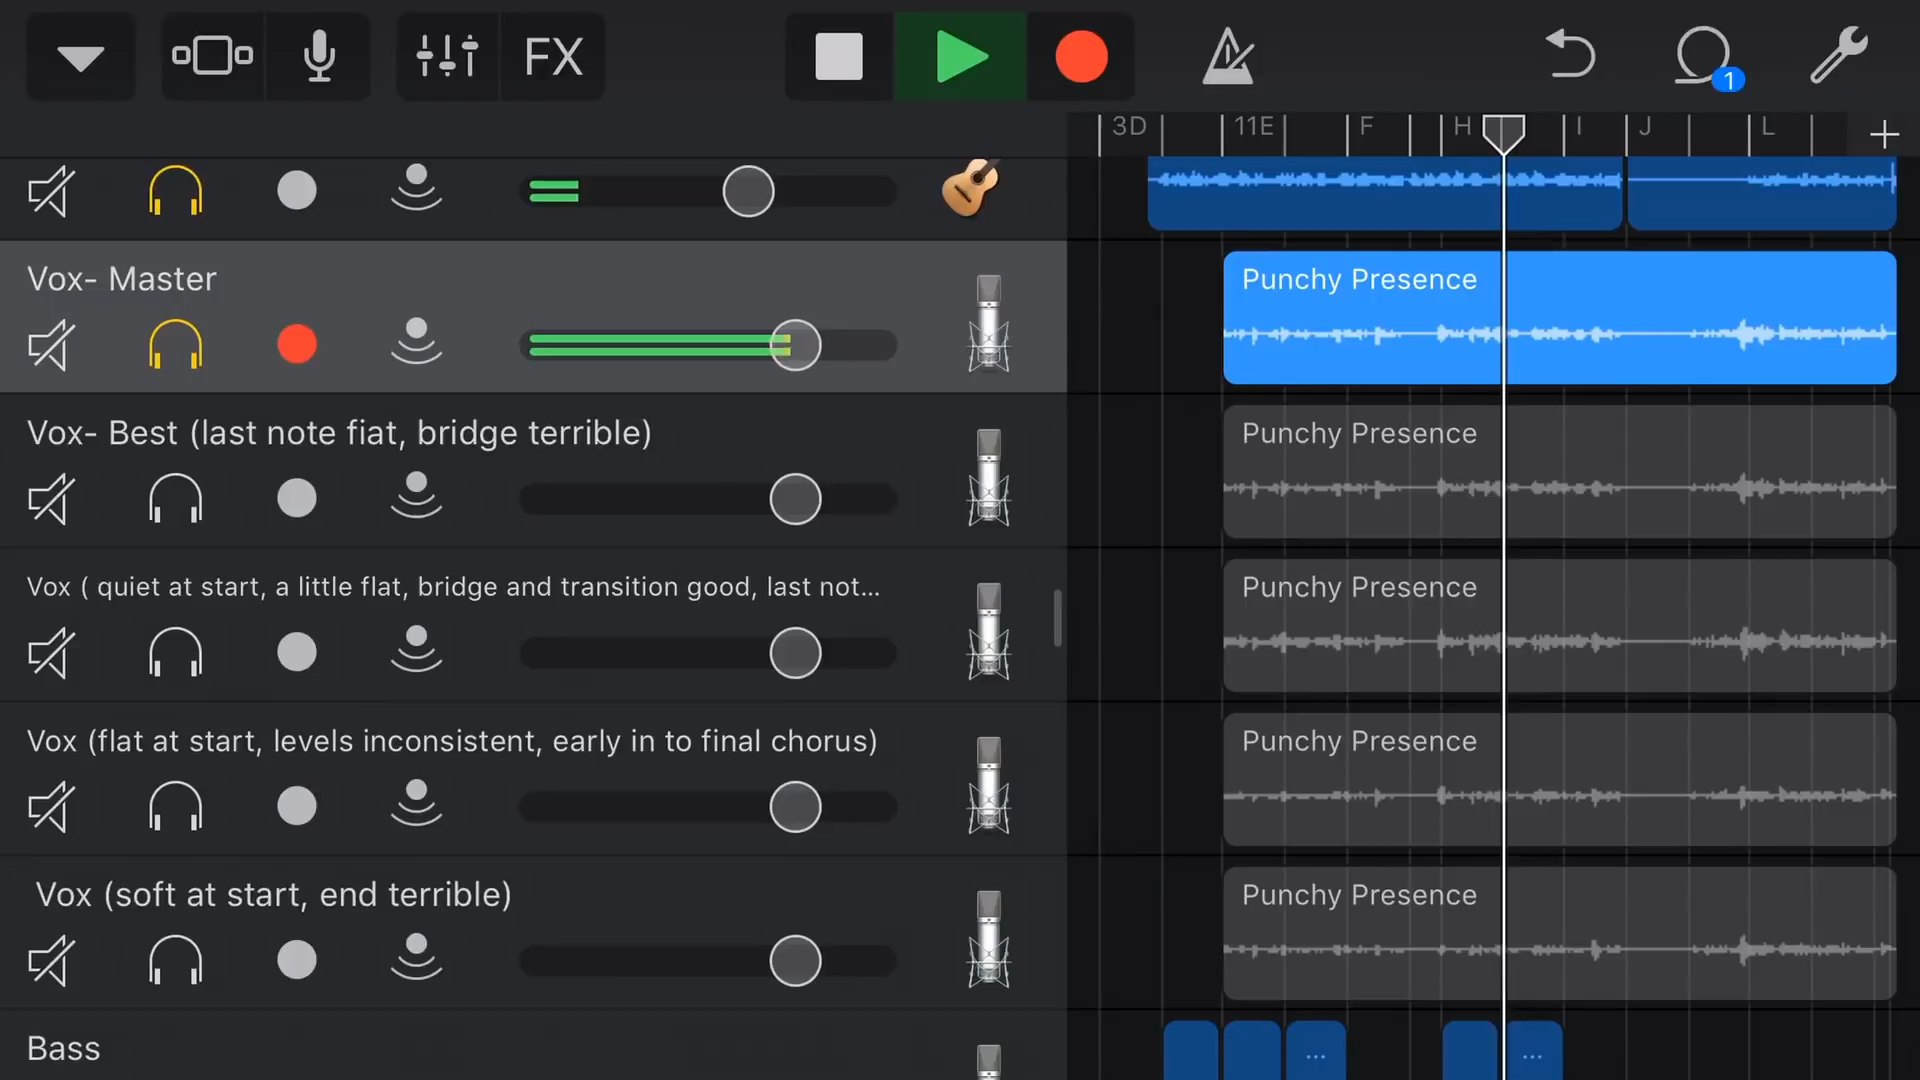 FX
1
3D 11E F H I J L
Vox- Master
Punchy Presence
Vox- Best (last note fiat, bridge terrible)
Punchy Presence
Vox ( quiet at start, a little flat, bridge and transition good, last not...
Punchy Presence
Vox (flat at start, levels inconsistent, early in to final chorus)
Punchy Presence
Vox (soft at start, end terrible)
Punchy Presence
Bass
... ...